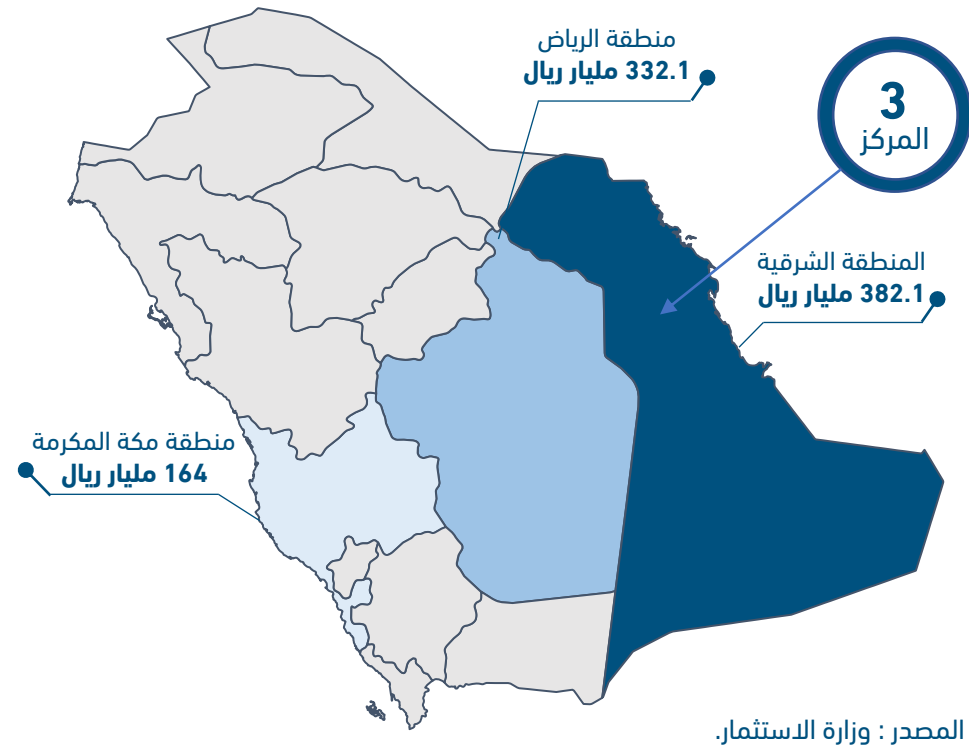 منطقة الرياض
332.1 مليار ريال
3
المركز
المنطقة الشرقية
382.1 مليار ريال
منطقة مكة المكرمة
164 مليار ريال
المصدر : وزارة الاستثمار.